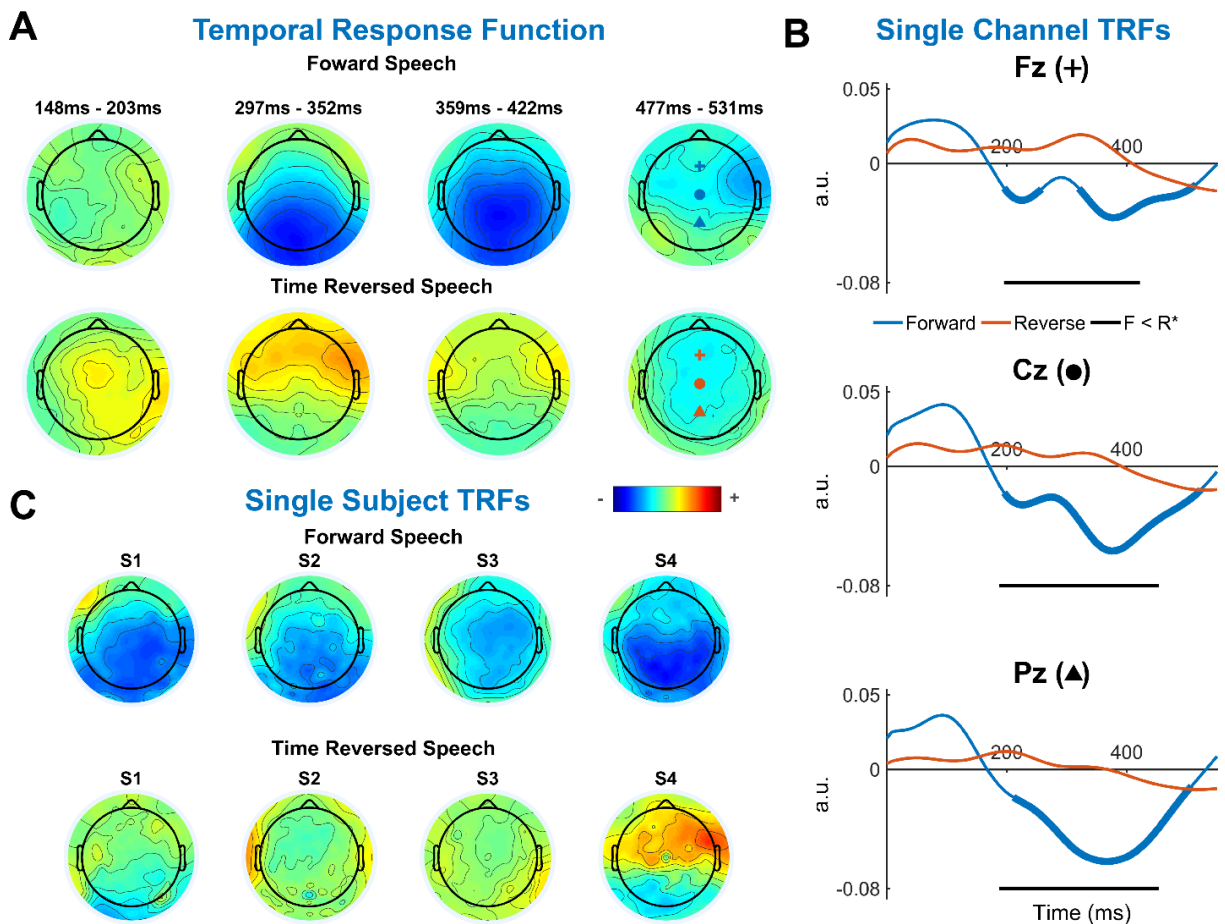 A
Temporal Response Function
Foward Speech
148ms - 203ms 297ms - 352ms 359ms - 422ms 477ms - 531ms
Time Reversed Speech
B
Single Channel TRFs
Fz (+)
0.05
200 400
0
a.u.
-0.08
Forward Reverse F < R*
Cz (●)
0.05
200 400
0
a.u.
-0.08
Pz (▲)
0.05
200 400
0
a.u.
-0.08
Time (ms)
C
Single Subject TRFs
- +
Forward Speech
S1 S2 S3 S4
Time Reversed Speech
S1 S2 S3 S4